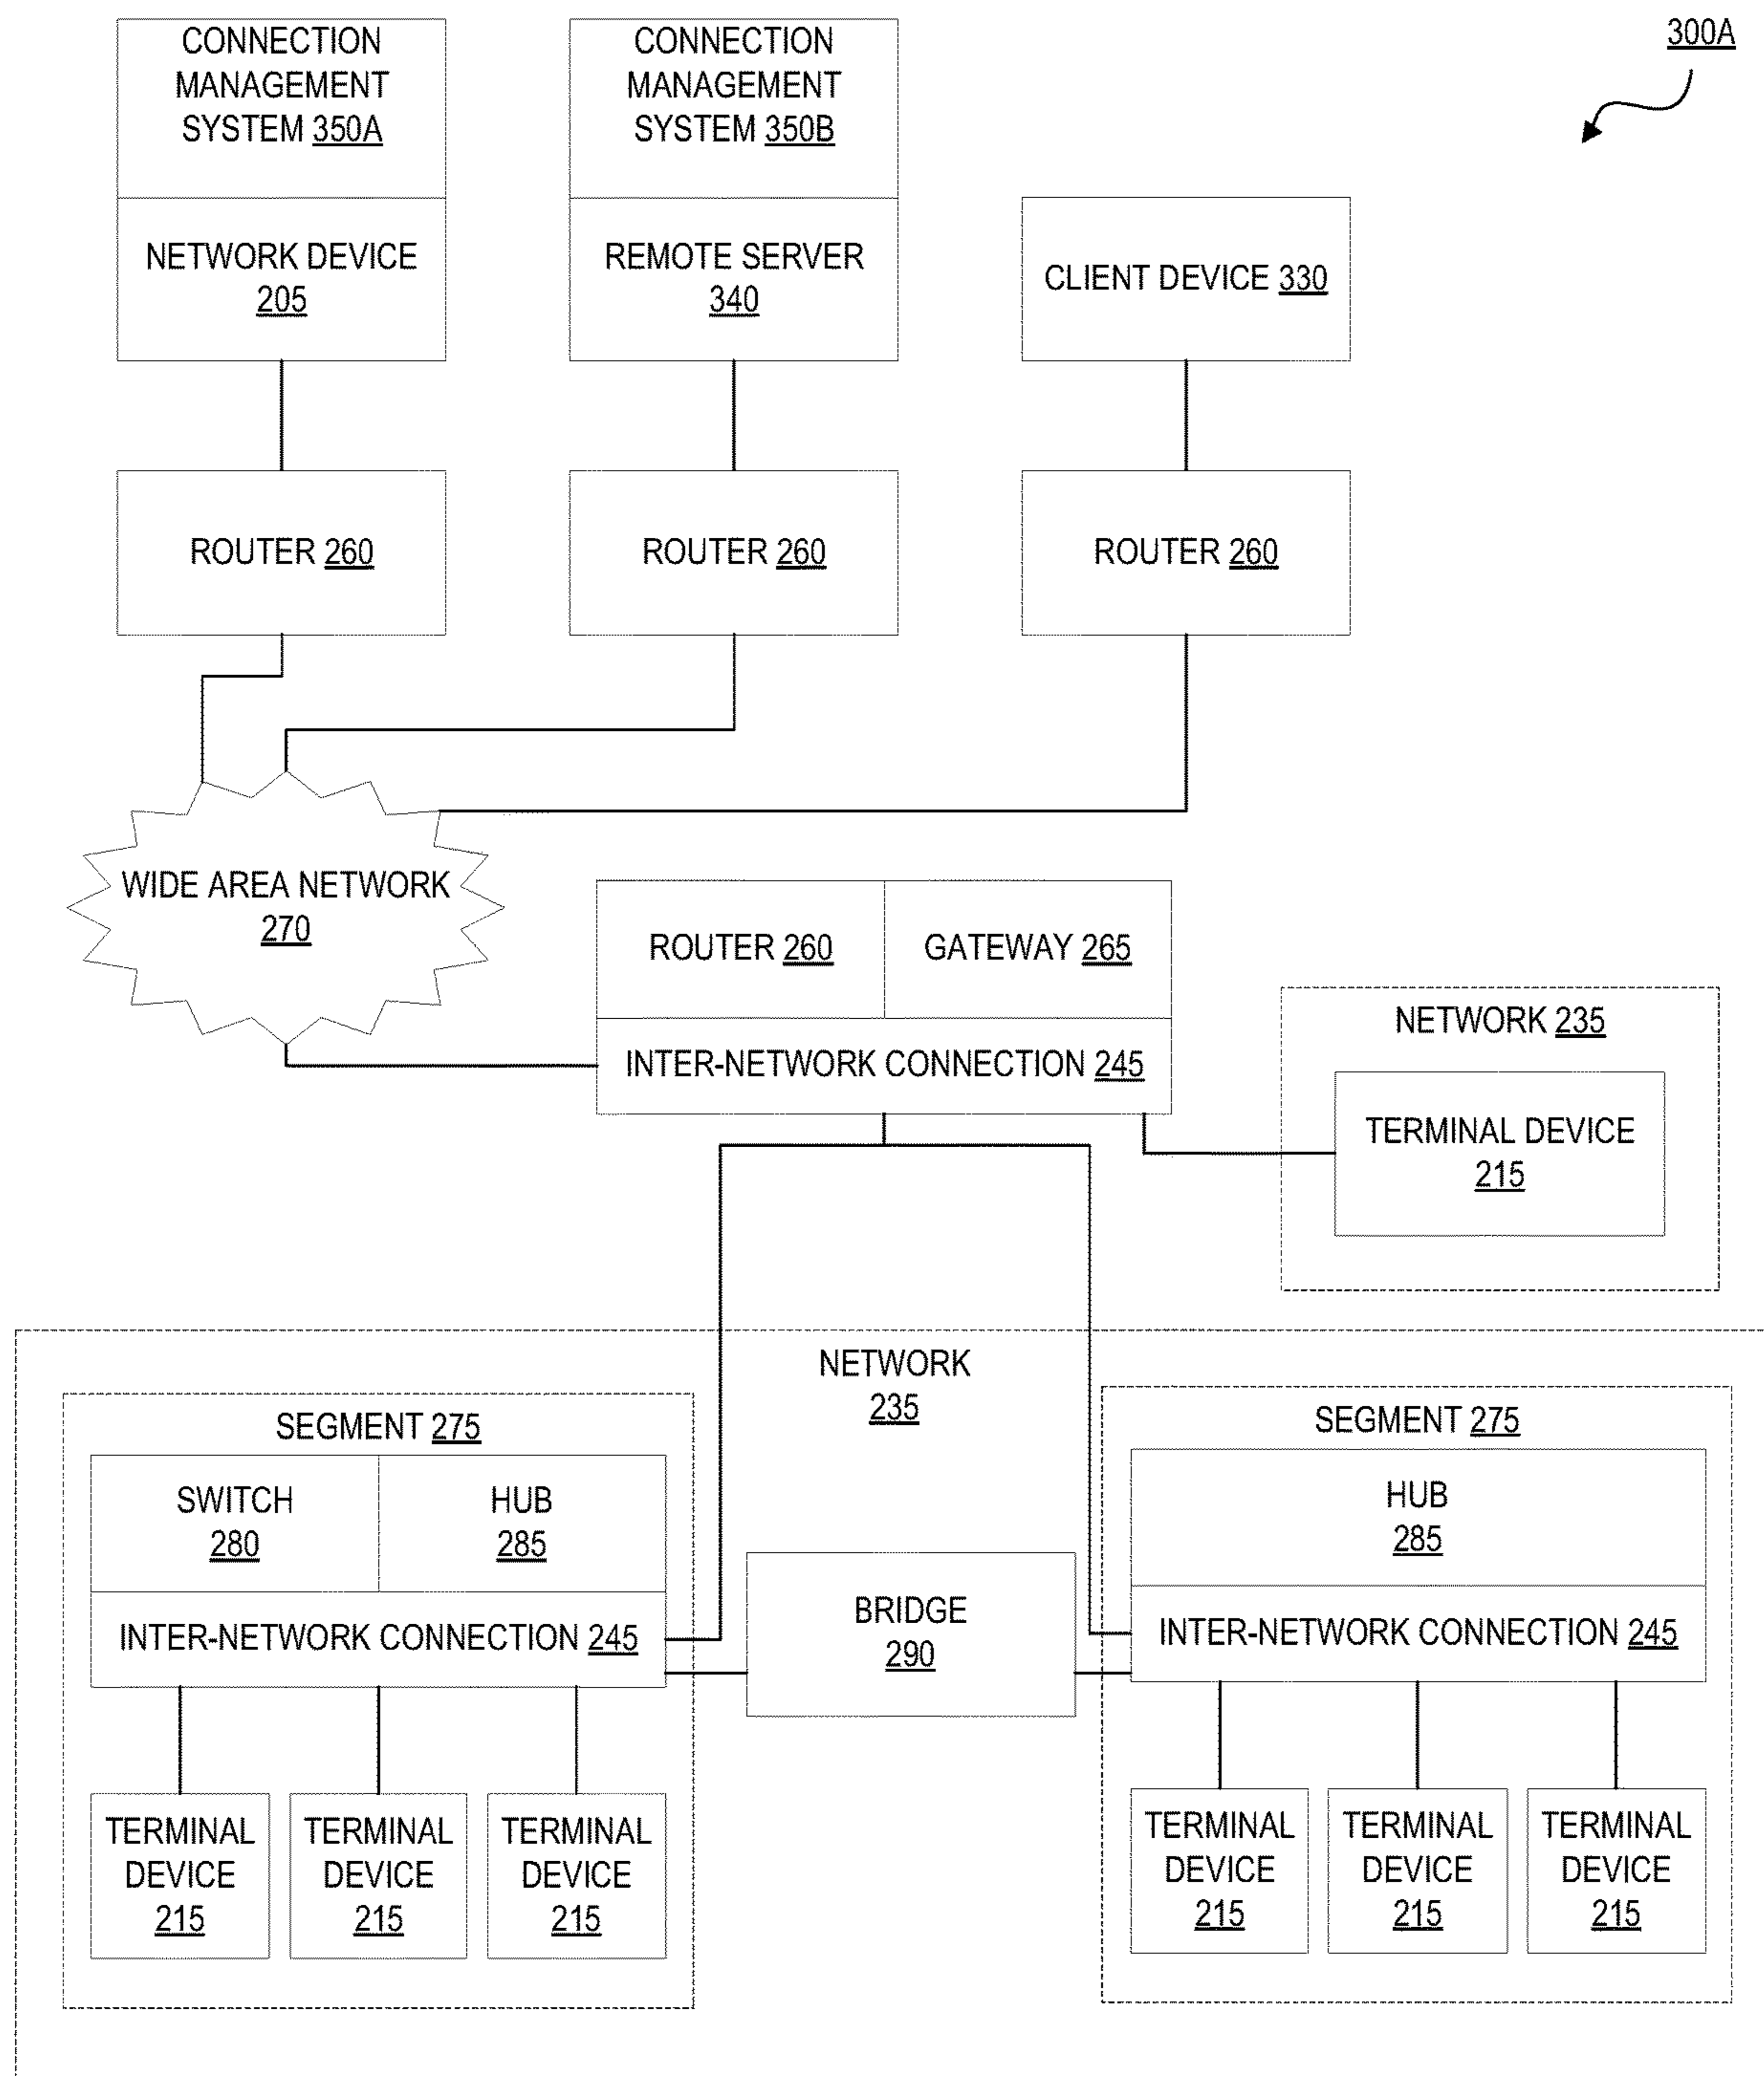 300A
CONNECTION
MANAGEMENT
SYSTEM 350A
NETWORK DEVICE
205
CONNECTION
MANAGEMENT
SYSTEM 350B
REMOTE SERVER
340
CLIENT DEVICE 330
ROUTER 260
ROUTER 260
ROUTER 260
WIDE AREA NETWORK
270
ROUTER 260
GATEWAY 265
INTER-NETWORK CONNECTION 245
NETWORK 235
TERMINAL DEVICE
215
NETWORK
235
SEGMENT 275
SWITCH
280
HUB
285
INTER-NETWORK CONNECTION 245
TERMINAL
DEVICE
215
TERMINAL
DEVICE
215
TERMINAL
DEVICE
215
BRIDGE
290
SEGMENT 275
HUB
285
INTER-NETWORK CONNECTION 245
TERMINAL
DEVICE
215
TERMINAL
DEVICE
215
TERMINAL
DEVICE
215